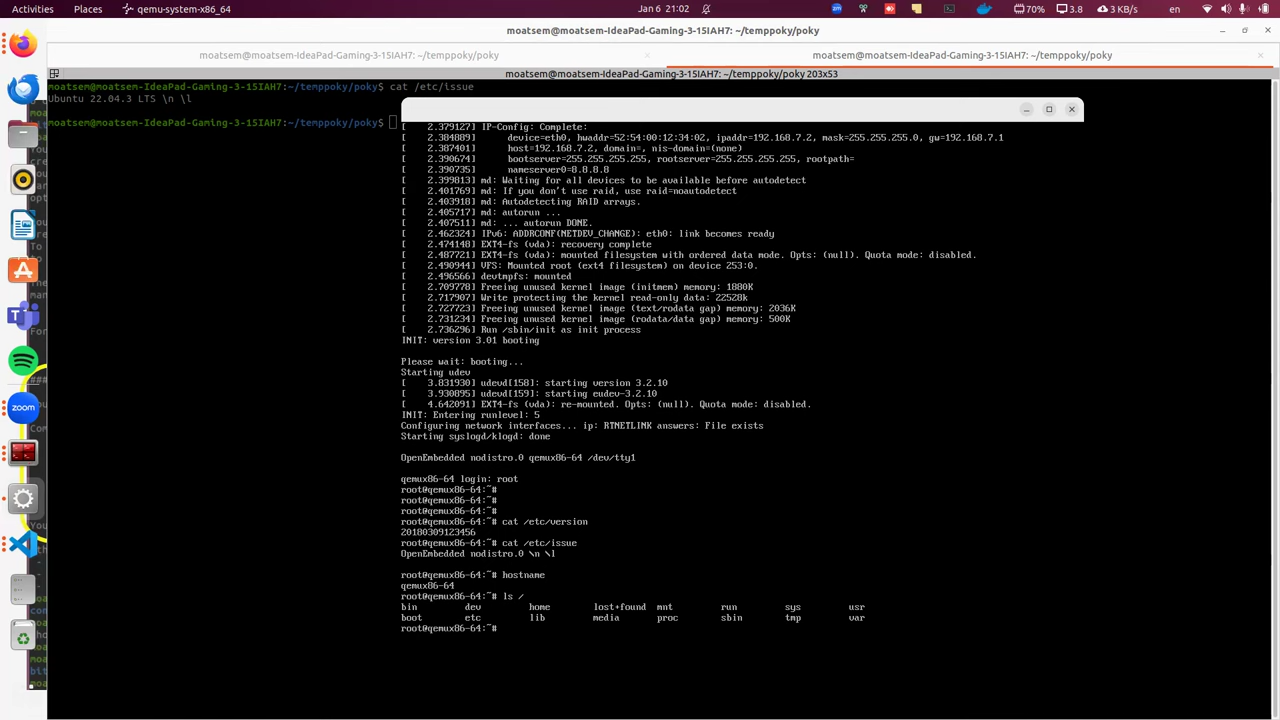 Activities Places qemu-system-x86_64 Jan 6 21:02 zm 70% 3.8 3 KB/s en
moatsem@moatsem-IdeaPad-Gaming-3-15IAH7: ~/temppoky/poky
moatsem@moatsem-IdeaPad-Gaming-3-15IAH7: ~/temppoky/poky × moatsem@moatsem-IdeaPad-Gaming-3-15IAH7: ~/temppoky/poky ×
moatsem@moatsem-IdeaPad-Gaming-3-15IAH7: ~/temppoky/poky 203x53
moatsem@moatsem-IdeaPad-Gaming-3-15IAH7:~/temppoky/poky$ cat /etc/issue
Ubuntu 22.04.3 LTS \n \l
moatsem@moatsem-IdeaPad-Gaming-3-15IAH7:~/temppoky/poky$
[    2.379127] IP-Config: Complete:
[    2.384889]      device=eth0, hwaddr=52:54:00:12:34:02, ipaddr=192.168.7.2, mask=255.255.255.0, gw=192.168.7.1
[    2.387401]      host=192.168.7.2, domain=, nis-domain=(none)
[    2.390674]      bootserver=255.255.255.255, rootserver=255.255.255.255, rootpath=
[    2.390735]      nameserver0=8.8.8.8
[    2.399813] md: Waiting for all devices to be available before autodetect
[    2.401769] md: If you don't use raid, use raid=noautodetect
[    2.403918] md: Autodetecting RAID arrays.
[    2.405717] md: autorun ...
[    2.407511] md: ... autorun DONE.
[    2.462324] IPv6: ADDRCONF(NETDEV_CHANGE): eth0: link becomes ready
[    2.474148] EXT4-fs (vda): recovery complete
[    2.487721] EXT4-fs (vda): mounted filesystem with ordered data mode. Opts: (null). Quota mode: disabled.
[    2.490944] VFS: Mounted root (ext4 filesystem) on device 253:0.
[    2.496566] devtmpfs: mounted
[    2.709778] Freeing unused kernel image (initmem) memory: 1880K
[    2.717907] Write protecting the kernel read-only data: 22528k
[    2.727723] Freeing unused kernel image (text/rodata gap) memory: 2036K
[    2.731234] Freeing unused kernel image (rodata/data gap) memory: 500K
[    2.736296] Run /sbin/init as init process
INIT: version 3.01 booting
Please wait: booting...
Starting udev
[    3.831930] udevd[158]: starting version 3.2.10
[    3.930895] udevd[159]: starting eudev-3.2.10
[    4.642091] EXT4-fs (vda): re-mounted. Opts: (null). Quota mode: disabled.
INIT: Entering runlevel: 5
Configuring network interfaces... ip: RTNETLINK answers: File exists
Starting syslogd/klogd: done
OpenEmbedded nodistro.0 qemux86-64 /dev/tty1
qemux86-64 login: root
root@qemux86-64:~#
root@qemux86-64:~#
root@qemux86-64:~#
root@qemux86-64:~# cat /etc/version
20180309123456
root@qemux86-64:~# cat /etc/issue
OpenEmbedded nodistro.0 \n \l
root@qemux86-64:~# hostname
qemux86-64
root@qemux86-64:~# ls /
bin dev home lost+found mnt run sys usr
boot etc lib media proc sbin tmp var
root@qemux86-64:~#
zoom